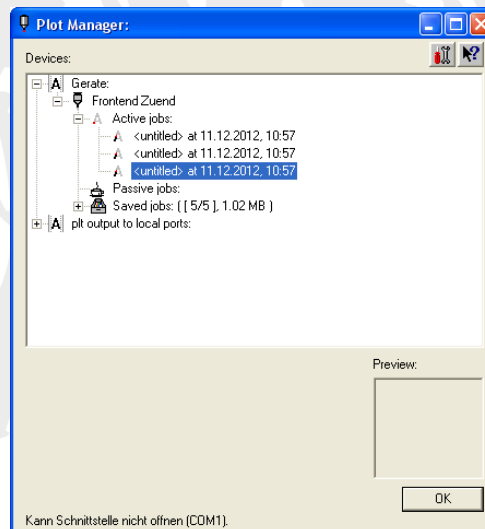 Plot Manager:
Devices:
Gerate:
Frontend Zuend
Active jobs:
<untitled> at 11.12.2012, 10:57
<untitled> at 11.12.2012, 10:57
<untitled> at 11.12.2012, 10:57
Passive jobs:
Saved jobs: ( [ 5/5 ], 1.02 MB )
plt output to local ports:
Preview:
OK
Kann Schnittstelle nicht offnen (COM1).